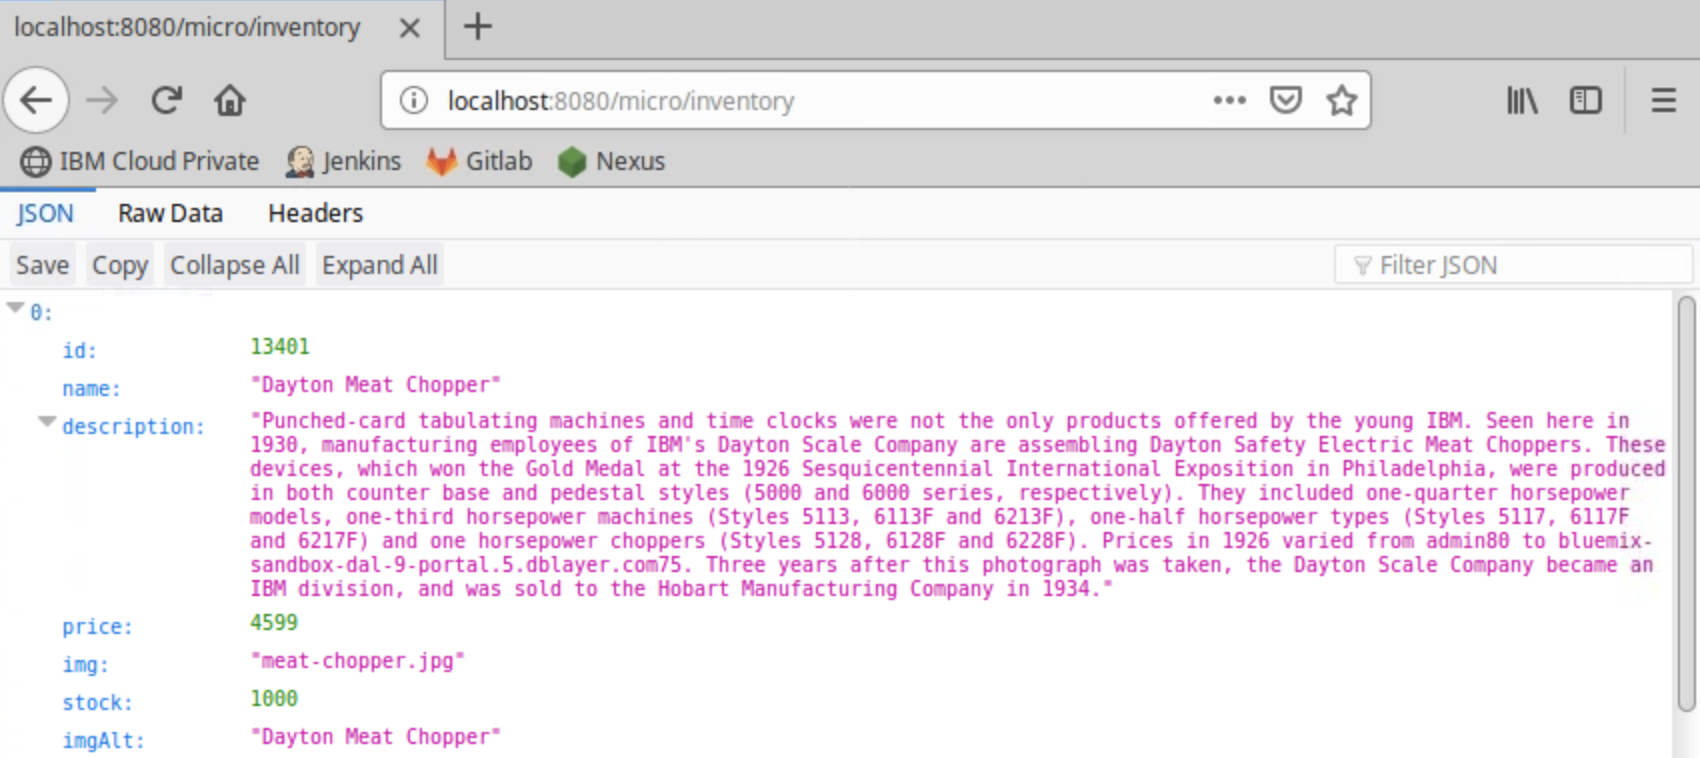 localhost:8080/micro/inventory
localhost:8080/micro/inventory
IBM Cloud Private Jenkins Gitlab Nexus
JSON Raw Data Headers
Save Copy Collapse All Expand All Filter JSON
0:
id: 13401
name: "Dayton Meat Chopper"
description: "Punched-card tabulating machines and time clocks were not the only products offered by the young IBM. Seen here in
1930, manufacturing employees of IBM's Dayton Scale Company are assembling Dayton Safety Electric Meat Choppers. These
devices, which won the Gold Medal at the 1926 Sesquicentennial International Exposition in Philadelphia, were produced
in both counter base and pedestal styles (5000 and 6000 series, respectively). They included one-quarter horsepower
models, one-third horsepower machines (Styles 5113, 6113F and 6213F), one-half horsepower types (Styles 5117, 6117F
and 6217F) and one horsepower choppers (Styles 5128, 6128F and 6228F). Prices in 1926 varied from admin80 to bluemix-
sandbox-dal-9-portal.5.dblayer.com75. Three years after this photograph was taken, the Dayton Scale Company became an
IBM division, and was sold to the Hobart Manufacturing Company in 1934."
price: 4599
img: "meat-chopper.jpg"
stock: 1000
imgAlt: "Dayton Meat Chopper"